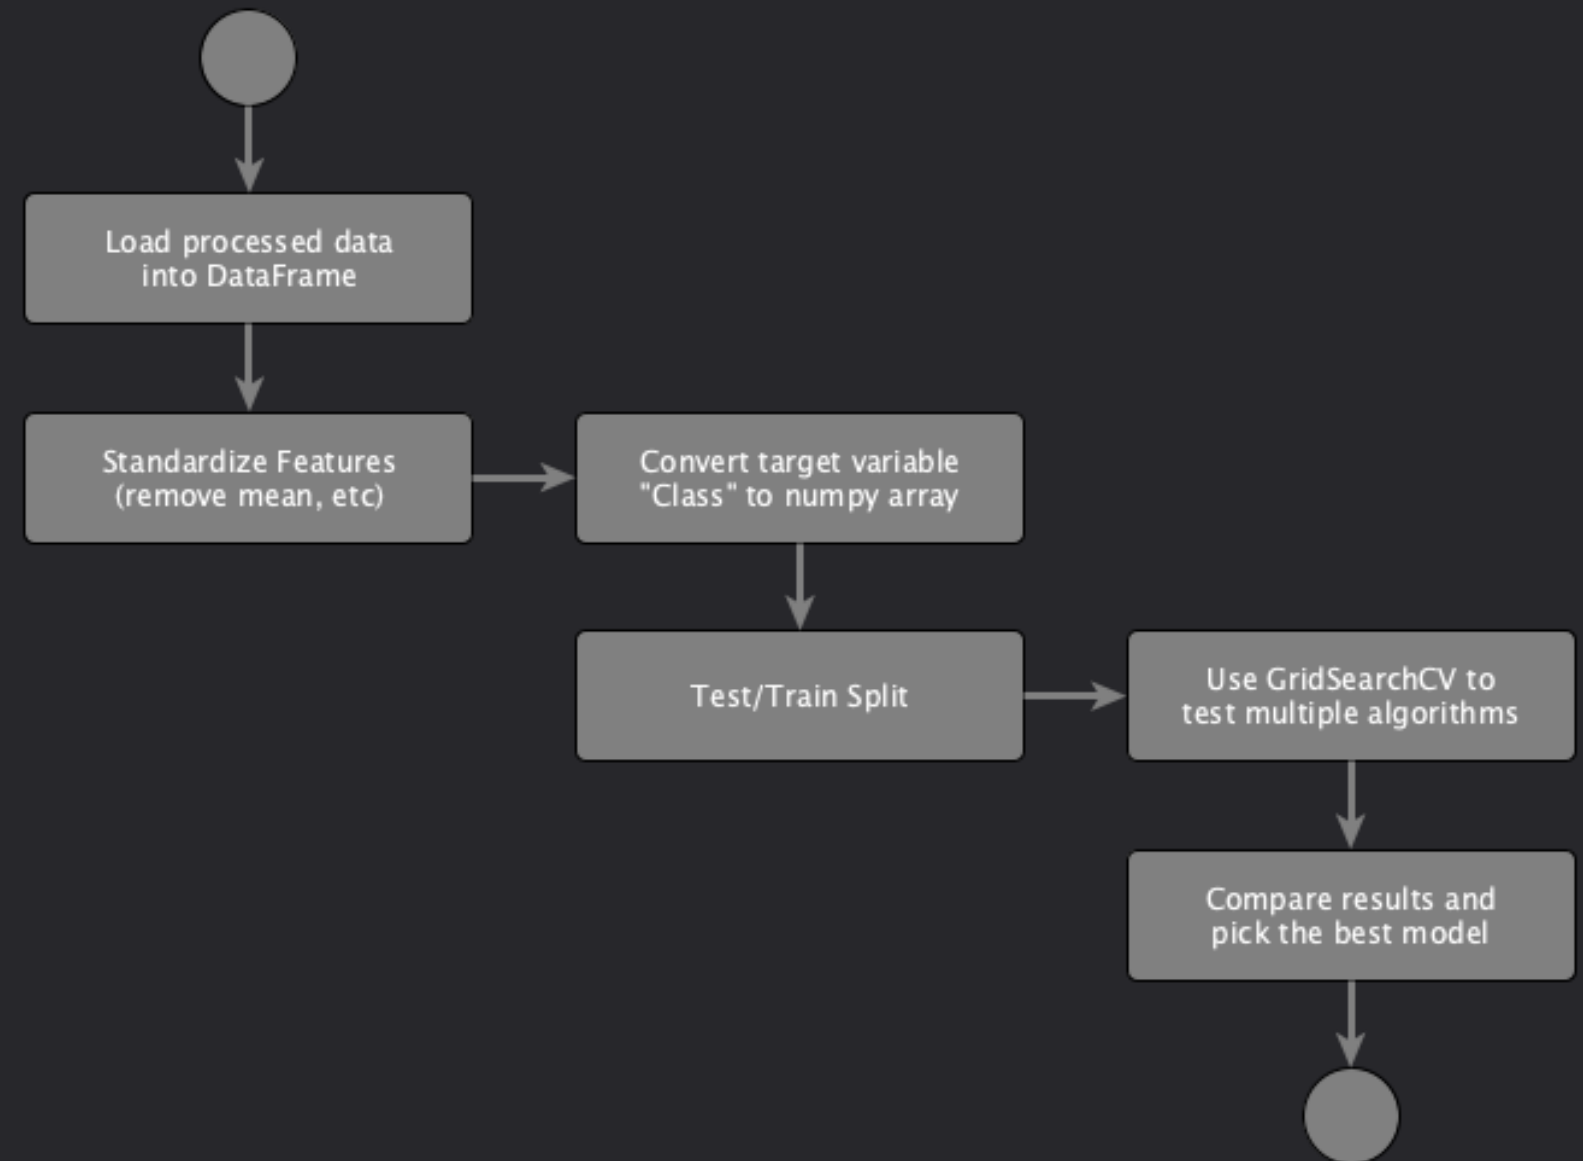 Load processed data
into DataFrame
Standardize Features
(remove mean, etc)
Convert target variable
"Class" to numpy array
Test/Train Split
Use GridSearchCV to
test multiple algorithms
Compare results and
pick the best model